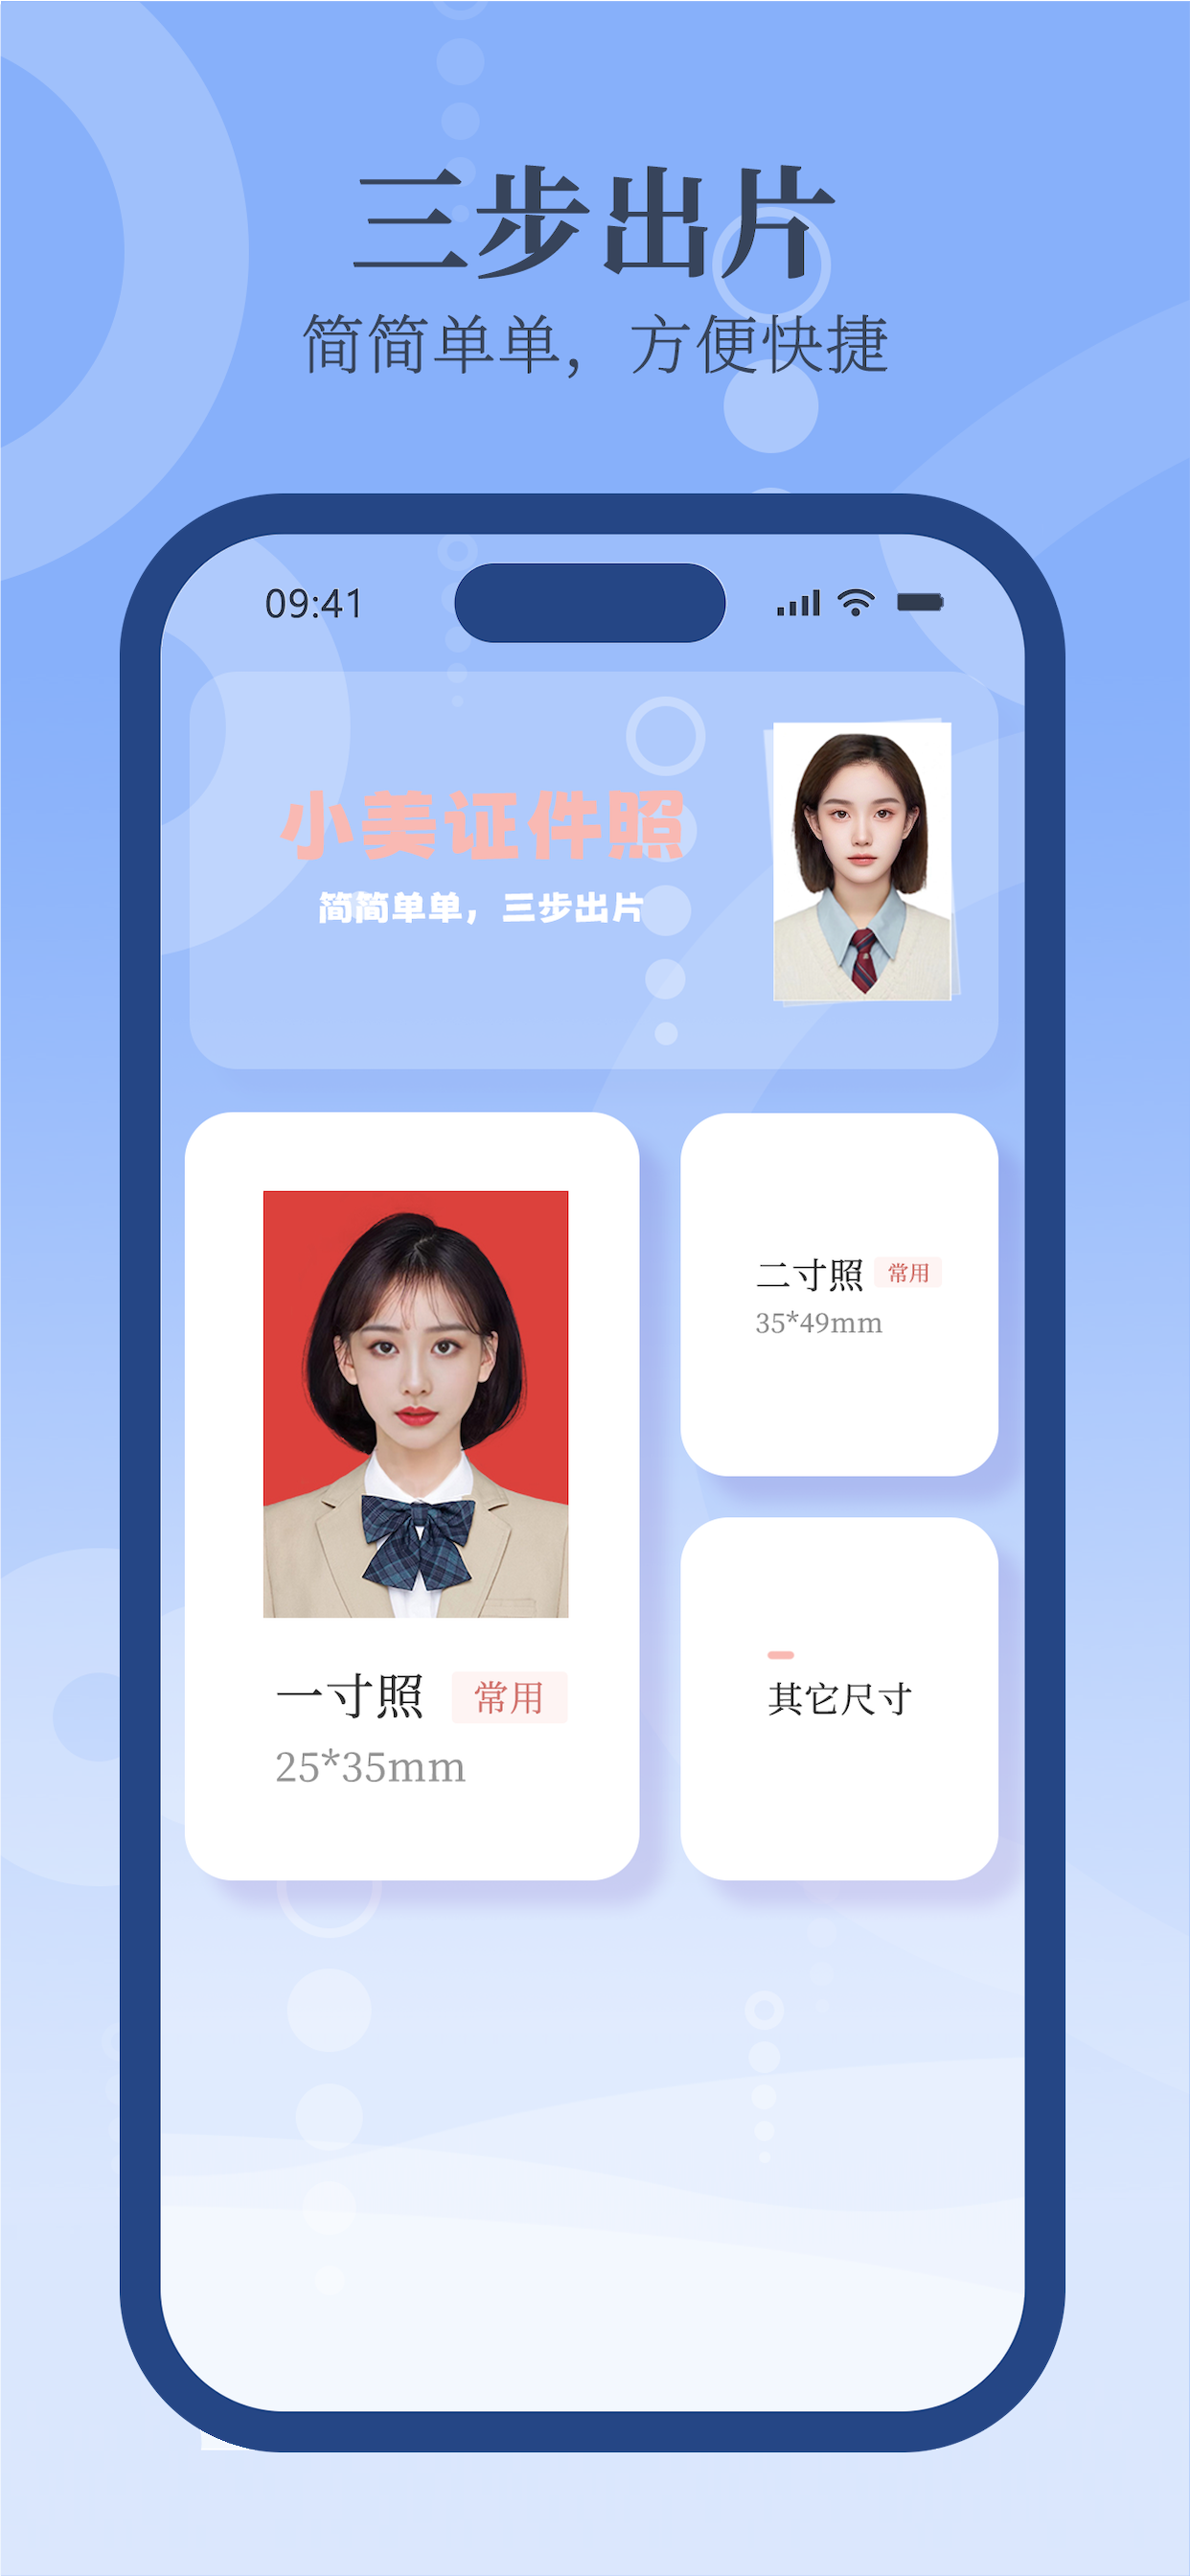 三步出片
简简单单，方便快捷
09:41
小美证件照
简简单单，三步出片
一寸照 常用
25*35mm
二寸照 常用
35*49mm
其它尺寸